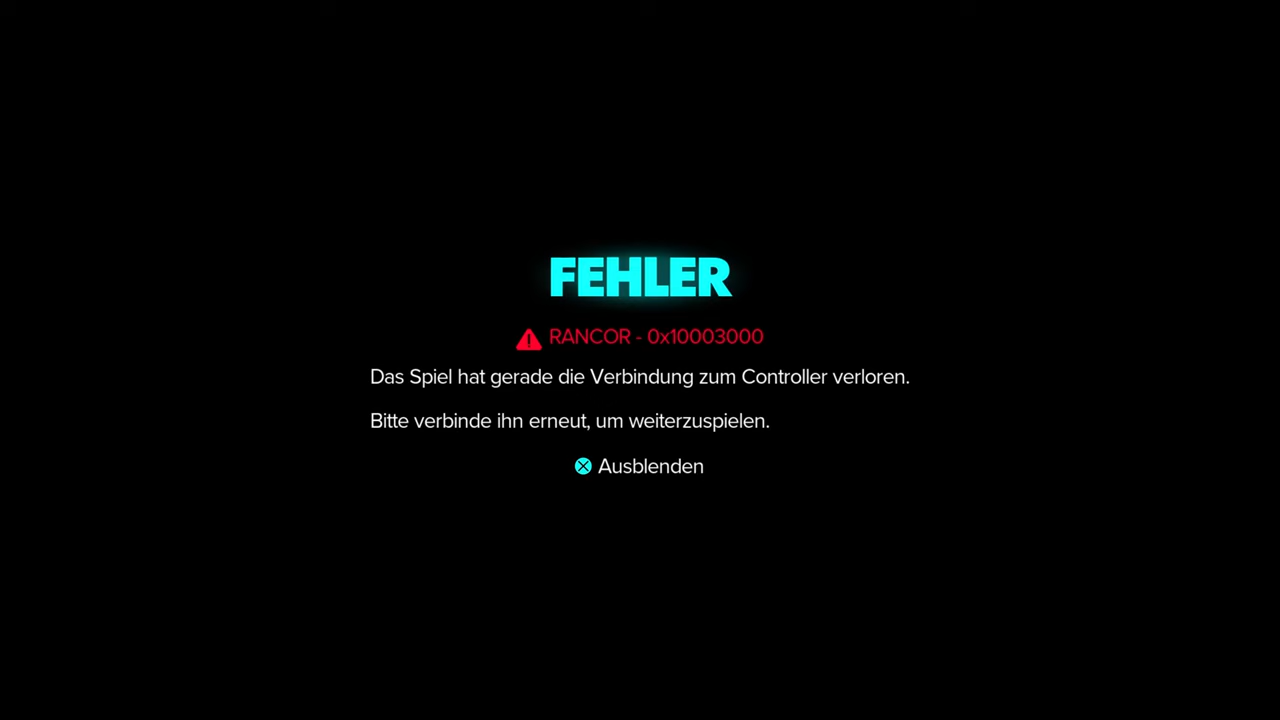 FEHLER
RANCOR - 0x10003000
Das Spiel hat gerade die Verbindung zum Controller verloren.
Bitte verbinde ihn erneut, um weiterzuspielen.
Ausblenden